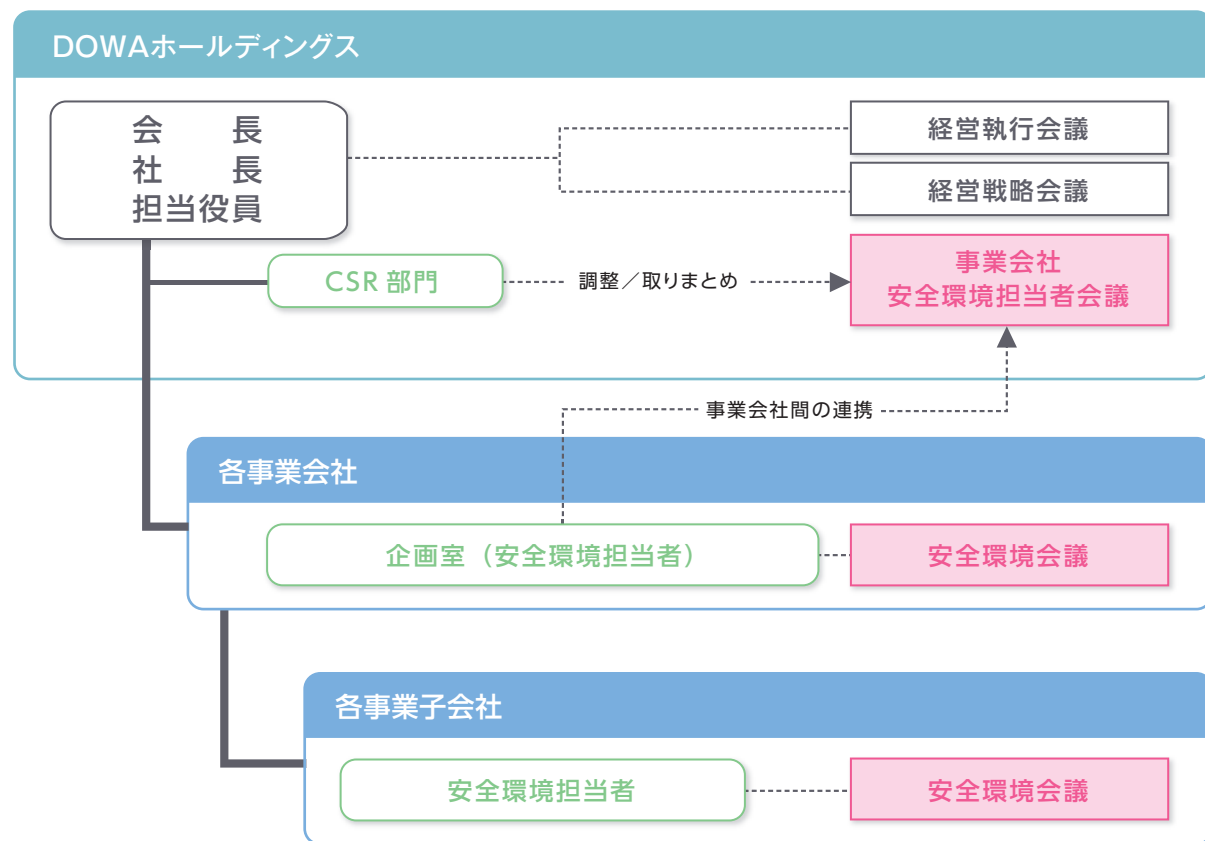 DOWAホールディングス
会　　長
社　　長
担当役員
経営執行会議
経営戦略会議
CSR 部門
調整／取りまとめ
事業会社
安全環境担当者会議
事業会社間の連携
各事業会社
企画室（安全環境担当者）
安全環境会議
各事業子会社
安全環境担当者
安全環境会議